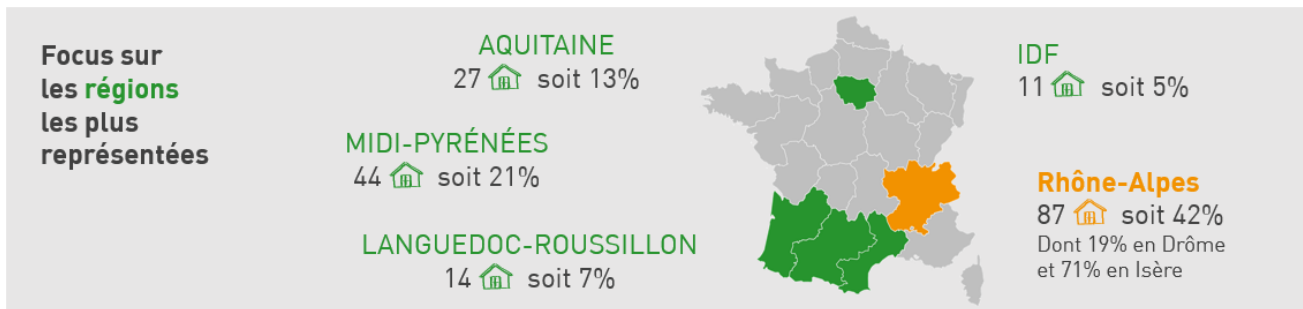 Focus sur
les régions
les plus
représentées
AQUITAINE
27 soit 13%
MIDI-PYRÉNÉES
44 soit 21%
LANGUEDOC-ROUSSILLON
14 soit 7%
IDF
11 soit 5%
Rhône-Alpes
87 soit 42%
Dont 19% en Drôme
et 71% en Isère